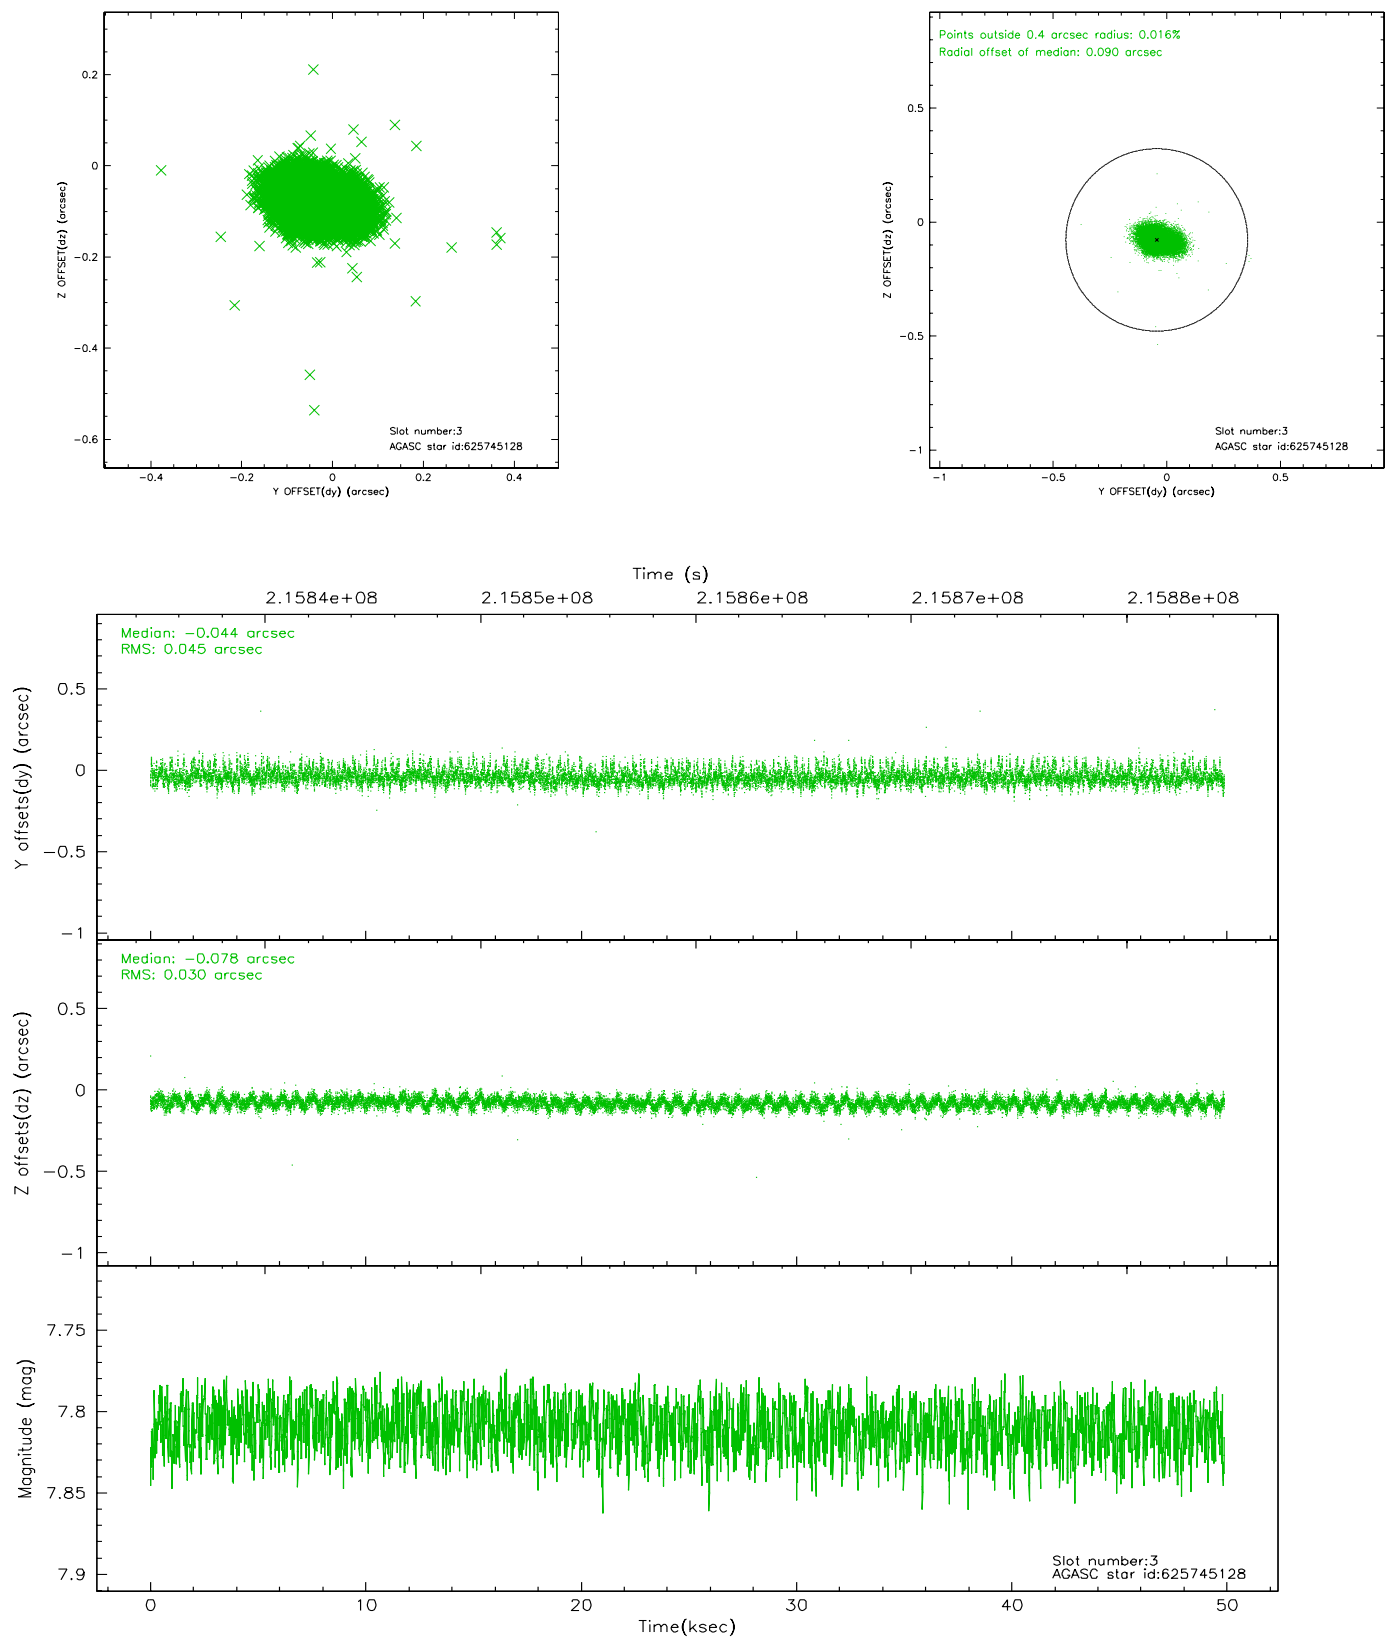 0.2
0
-0.2
-0.4
-0.6
Z OFFSET(dz) (arcsec)
Slot number:3
AGASC star id:625745128
-0.4 -0.2 0 0.2 0.4
Y OFFSET(dy) (arcsec)
Points outside 0.4 arcsec radius: 0.016%
Radial offset of median: 0.090 arcsec
0.5
0
-0.5
-1
Z OFFSET(dz) (arcsec)
Slot number:3
AGASC star id:625745128
-1 -0.5 0 0.5
Y OFFSET(dy) (arcsec)
Time (s)
2.1584e+08 2.1585e+08 2.1586e+08 2.1587e+08 2.1588e+08
Median: -0.044 arcsec
RMS: 0.045 arcsec
0.5
0
-0.5
-1
Y offsets(dy) (arcsec)
Median: -0.078 arcsec
RMS: 0.030 arcsec
0.5
0
-0.5
-1
Z offsets(dz) (arcsec)
7.75
7.8
7.85
7.9
Magnitude (mag)
Slot number:3
AGASC star id:625745128
0 10 20 30 40 50
Time(ksec)